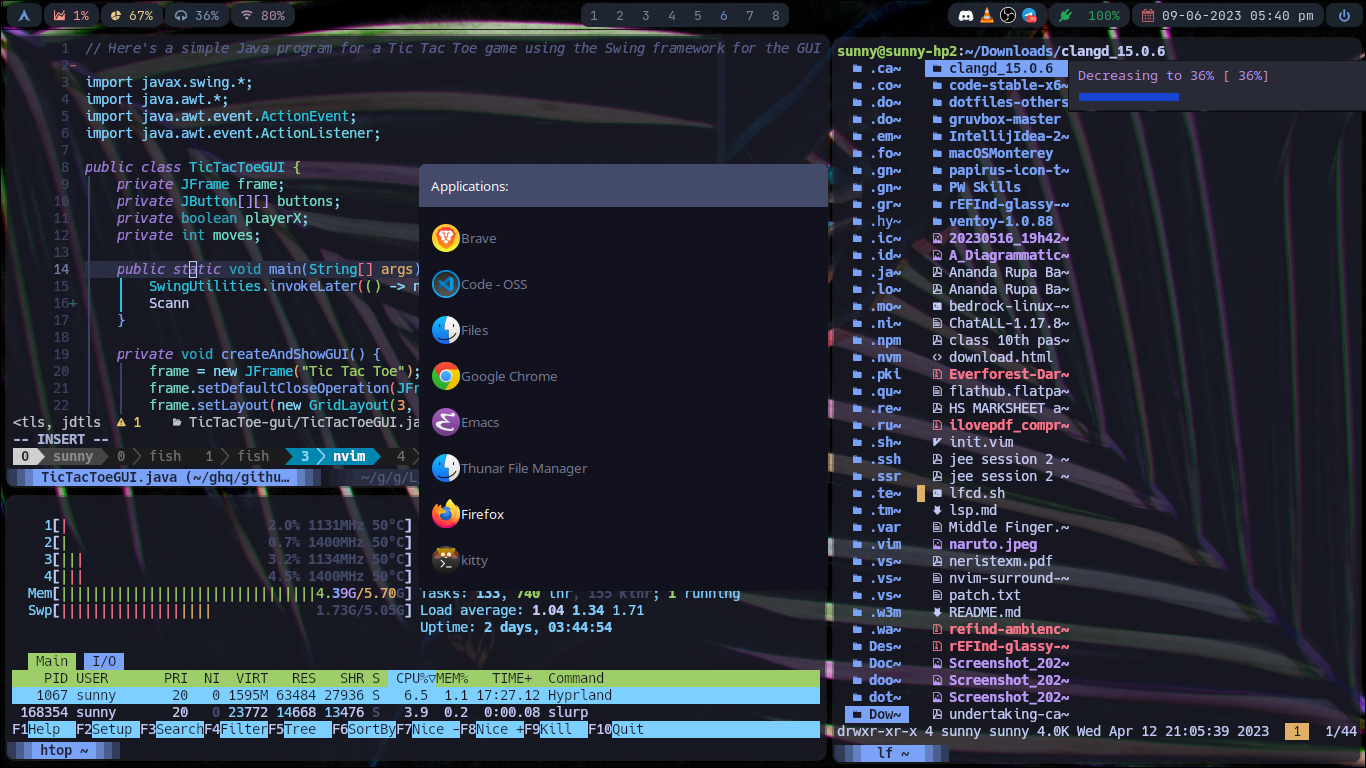 1% 67% 36% 80%
1 2 3 4 5 6 7 8
100% 09-06-2023 05:40 pm
1 // Here's a simple Java program for a Tic Tac Toe game using the Swing framework for the GUI
2-
3 import javax.swing.*;
4 import java.awt.*;
5 import java.awt.event.ActionEvent;
6 import java.awt.event.ActionListener;
7
8 public class TicTacToeGUI {
9 private JFrame frame;
10 private JButton[][] buttons;
11 private boolean playerX;
12 private int moves;
13
14 public static void main(String[] args)
15 SwingUtilities.invokeLater(() ->
16+ Scann
17 }
18
19 private void createAndShowGUI() {
20 frame = new JFrame("Tic Tac Toe");
21 frame.setDefaultCloseOperation(JFr
22 frame.setLayout(new GridLayout(3,
<tls, jdtls 1 TicTacToe-gui/TicTacToeGUI.ja
-- INSERT --
0 sunny 0 fish 1 fish 3 nvim 4
TicTacToeGUI.java (~/ghq/githu… ~/g/g/L
Applications:
Brave
Code - OSS
Files
Google Chrome
Emacs
Thunar File Manager
Firefox
kitty
1[| 2.0% 1131MHz 50°C]
2[| 0.7% 1400MHz 50°C]
3[||| 3.2% 1134MHz 50°C]
4[||| 4.5% 1400MHz 50°C]
Mem[||||||||||||||||||||||||||||||||4.39G/5.70G]
Swp[||||||||||||||||||| 1.73G/5.05G]
Tasks: 133, 740 thr, 155 kthr; 1 running
Load average: 1.04 1.34 1.71
Uptime: 2 days, 03:44:54
Main I/O
PID USER PRI NI VIRT RES SHR S CPU%▽MEM% TIME+ Command
1067 sunny 20 0 1595M 63484 27936 S 6.5 1.1 17:27.12 Hyprland
168354 sunny 20 0 23772 14668 13476 S 3.9 0.2 0:00.08 slurp
F1Help F2Setup F3SearchF4FilterF5Tree F6SortByF7Nice -F8Nice +F9Kill F10Quit
htop ~
sunny@sunny-hp2:~/Downloads/clangd_15.0.6
.ca~ clangd_15.0.6
.co~ code-stable-x6~
.do~ dotfiles-others
.do~ gruvbox-master
.em~ IntellijIdea-2~
.fo~ macOSMonterey
.gn~ papirus-icon-t~
.gn~ PW Skills
.gr~ rEFInd-glassy-~
.hy~ ventoy-1.0.88
.ic~ 20230516_19h42~
.id~ A_Diagrammatic~
.ja~ Ananda Rupa Ba~
.lo~ Ananda Rupa Ba~
.mo~ bedrock-linux-~
.ni~ ChatALL-1.17.8~
.npm class 10th pas~
.nvm download.html
.pki Everforest-Dar~
.qu~ flathub.flatpa~
.re~ HS MARKSHEET a~
.ru~ ilovepdf_compr~
.sh~ init.vim
.ssh jee session 2 ~
.ssr jee session 2 ~
.te~ lfcd.sh
.tm~ lsp.md
.var Middle Finger.~
.vim naruto.jpeg
.vs~ neristexm.pdf
.vs~ nvim-surround-~
.vs~ patch.txt
.w3m README.md
.wa~ refind-ambienc~
Des~ rEFInd-glassy-~
Doc~ Screenshot_202~
doo~ Screenshot_202~
dot~ Screenshot_202~
Dow~ undertaking-ca~
drwxr-xr-x 4 sunny sunny 4.0K Wed Apr 12 21:05:39 2023 1 1/44
lf ~
Decreasing to 36% [ 36%]